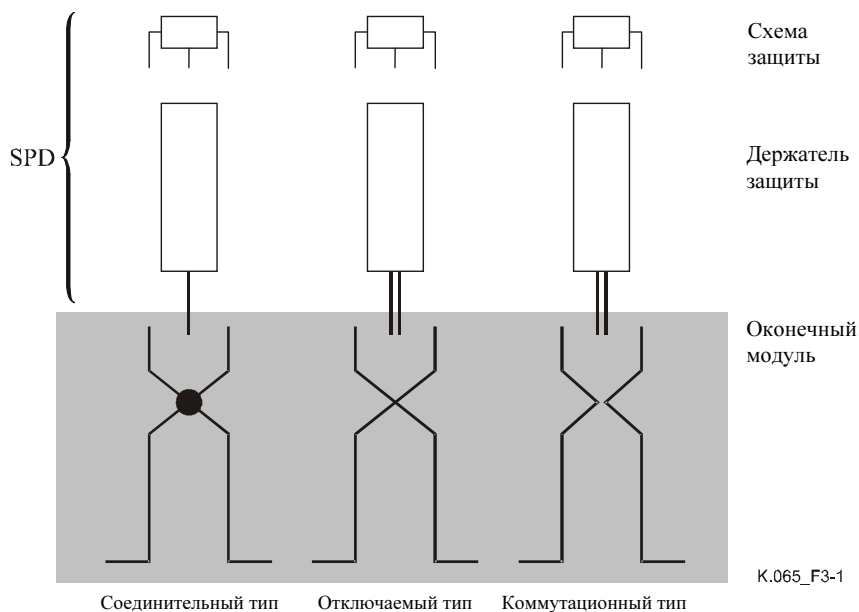 Схема
защиты
SPD
Держатель
защиты
Оконечный
модуль
K.065_F3-1
Соединительный тип
Отключаемый тип
Коммутационный тип